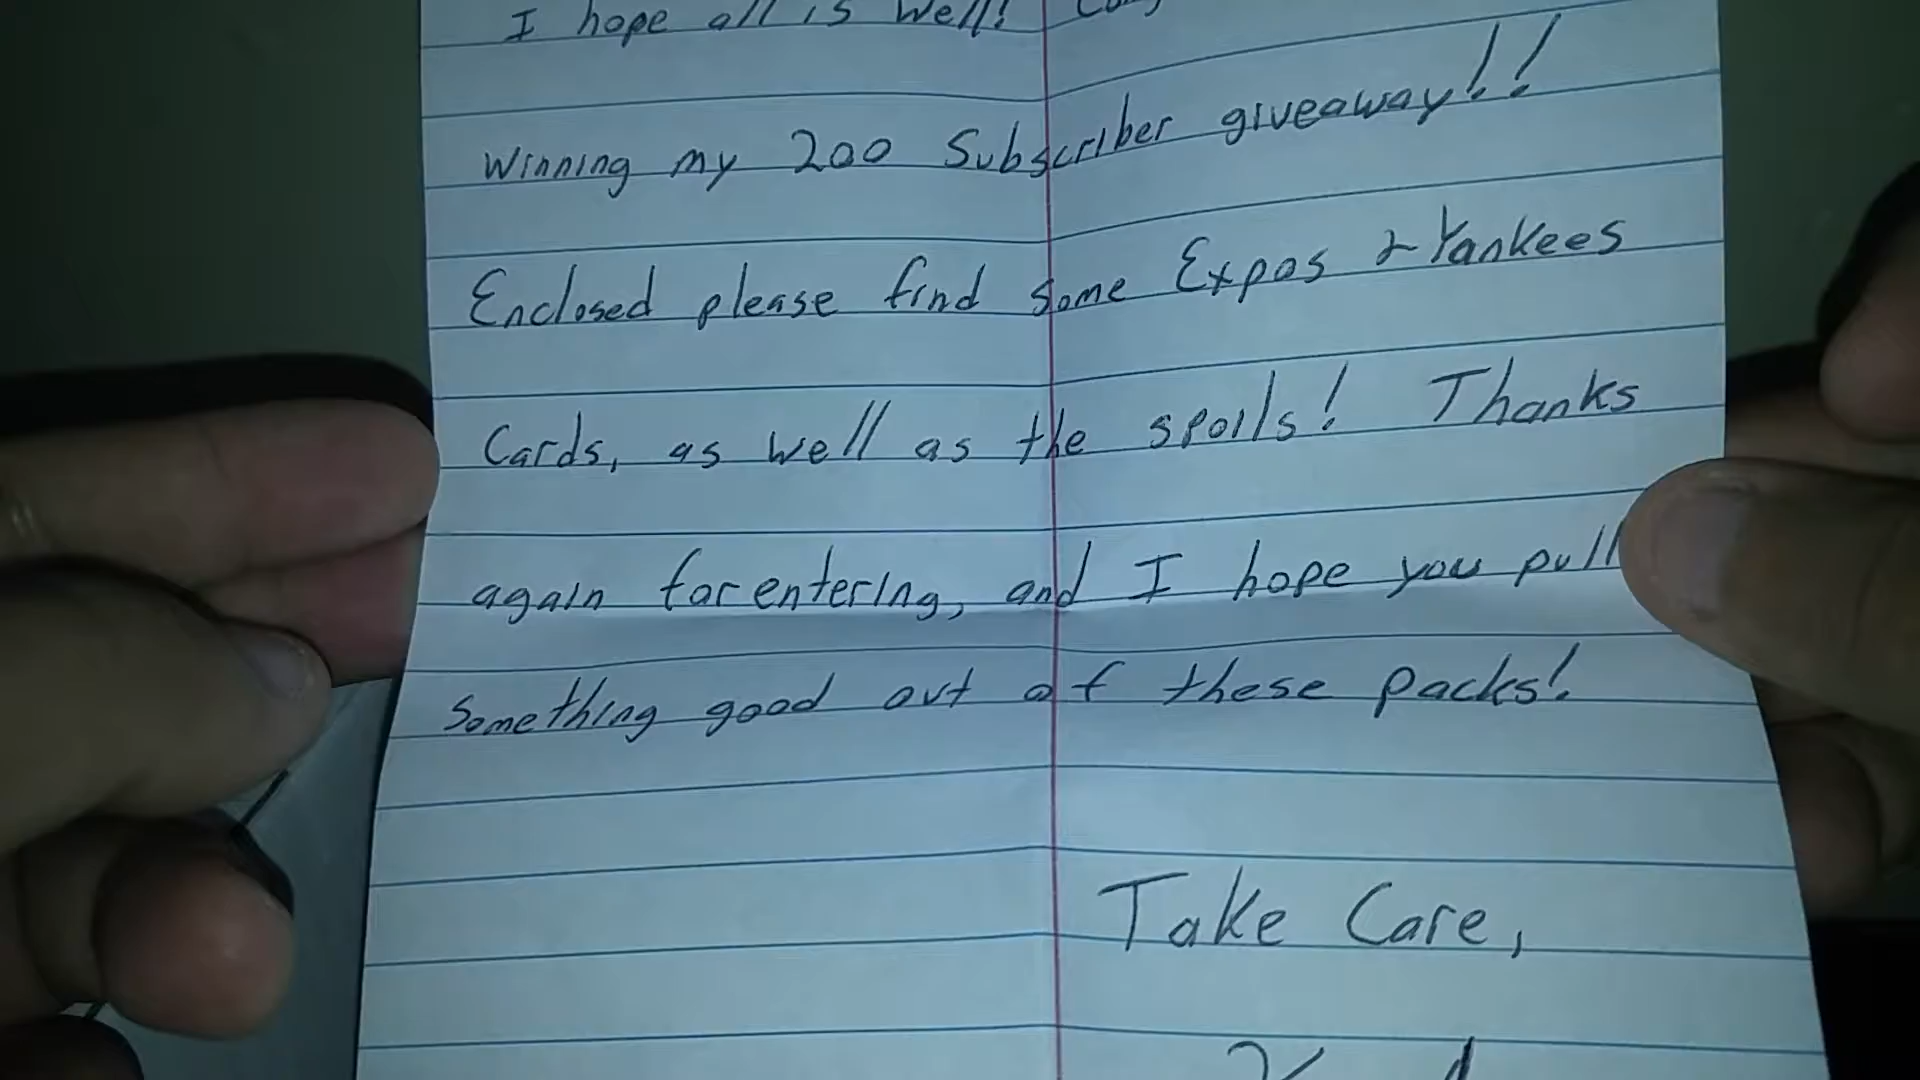 I hope all is well!
Winning my 200 Subscriber giveaway!!
Enclosed please find some Expos & Yankees
Cards, as well as the spoils! Thanks
again for entering, and I hope you pull
Something good out of these packs!
Take Care,